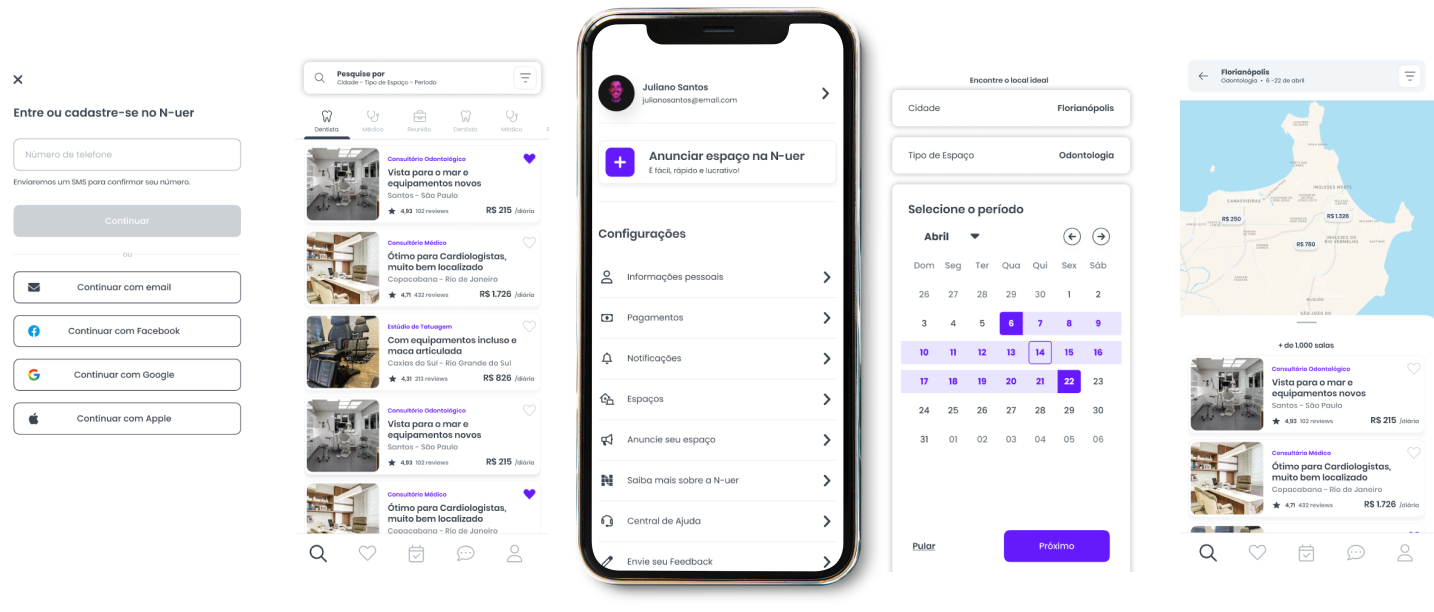 Entre ou cadastre-se no N-uer
Número de telefone
Enviaremos um SMS para confirmar seu número.
Continuar
ou
Continuar com email
Continuar com Facebook
Continuar com Google
Continuar com Apple
Pesquise por
Cidade - Tipo de Espaço - Período
Dentista Médico Reunião Dentista Médico
Consultório Odontológico
Vista para o mar e
equipamentos novos
Santos - São Paulo
4,93 102 reviews R$ 215 /diária
Consultório Médico
Ótimo para Cardiologistas,
muito bem localizado
Copacabana - Rio de Janeiro
4,71 432 reviews R$ 1.726 /diária
Estúdio de Tatuagem
Com equipamentos incluso e
maca articulada
Caxias do Sul - Rio Grande do Sul
4,31 213 reviews R$ 826 /diária
Consultório Odontológico
Vista para o mar e
equipamentos novos
Santos - São Paulo
4,93 102 reviews R$ 215 /diária
Consultório Médico
Ótimo para Cardiologistas,
muito bem localizado
Copacabana - Rio de Janeiro
Juliano Santos
julianosantos@email.com
Anunciar espaço na N-uer
É fácil, rápido e lucrativo!
Configurações
Informações pessoais
Pagamentos
Notificações
Espaços
Anuncie seu espaço
Saiba mais sobre a N-uer
Central de Ajuda
Envie seu Feedback
Encontre o local ideal
Cidade Florianópolis
Tipo de Espaço Odontologia
Selecione o período
Abril
Dom Seg Ter Qua Qui Sex Sáb
26 27 28 29 30 1 2
3 4 5 6 7 8 9
10 11 12 13 14 15 16
17 18 19 20 21 22 23
24 25 26 27 28 29 30
31 01 02 03 04 05 06
Pular Próximo
Florianópolis
Odontologia • 6 -22 de abril
INGLESES NORTE
CANASVIEIRAS
R$ 250
R$ 1.328
R$ 780
INGLESES DO
RIO VERMELHO
+ de 1.000 salas
Consultório Odontológico
Vista para o mar e
equipamentos novos
Santos - São Paulo
4,93 102 reviews R$ 215 /diária
Consultório Médico
Ótimo para Cardiologistas,
muito bem localizado
Copacabana - Rio de Janeiro
4,71 432 reviews R$ 1.726 /diária